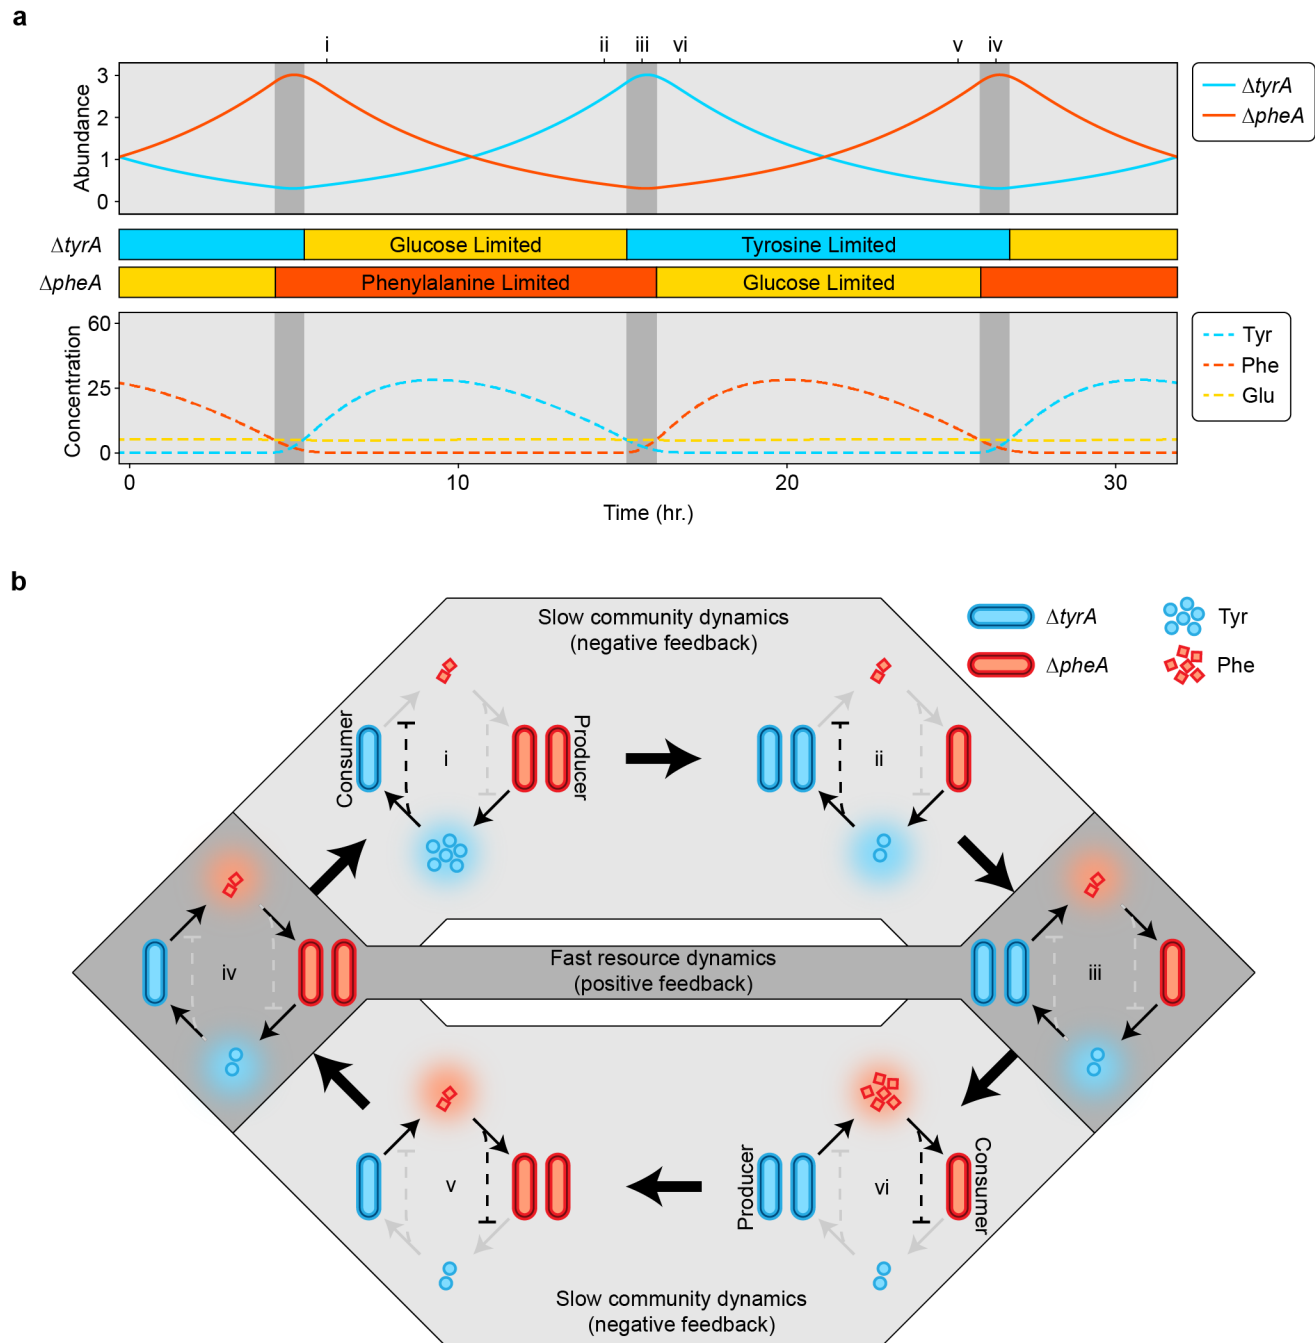 a
i ii iii vi v iv
3
2
1
0
Abundance
ΔtyrA
ΔpheA
ΔtyrA Glucose Limited Tyrosine Limited
ΔpheA Phenylalanine Limited Glucose Limited
60
25
0
Concentration
Tyr
Phe
Glu
0 10 20 30
Time (hr.)
b
Slow community dynamics
(negative feedback)
ΔtyrA Tyr
ΔpheA Phe
Consumer
i
Producer
ii
iv
Fast resource dynamics
(positive feedback)
iii
v
Producer
vi
Consumer
Slow community dynamics
(negative feedback)